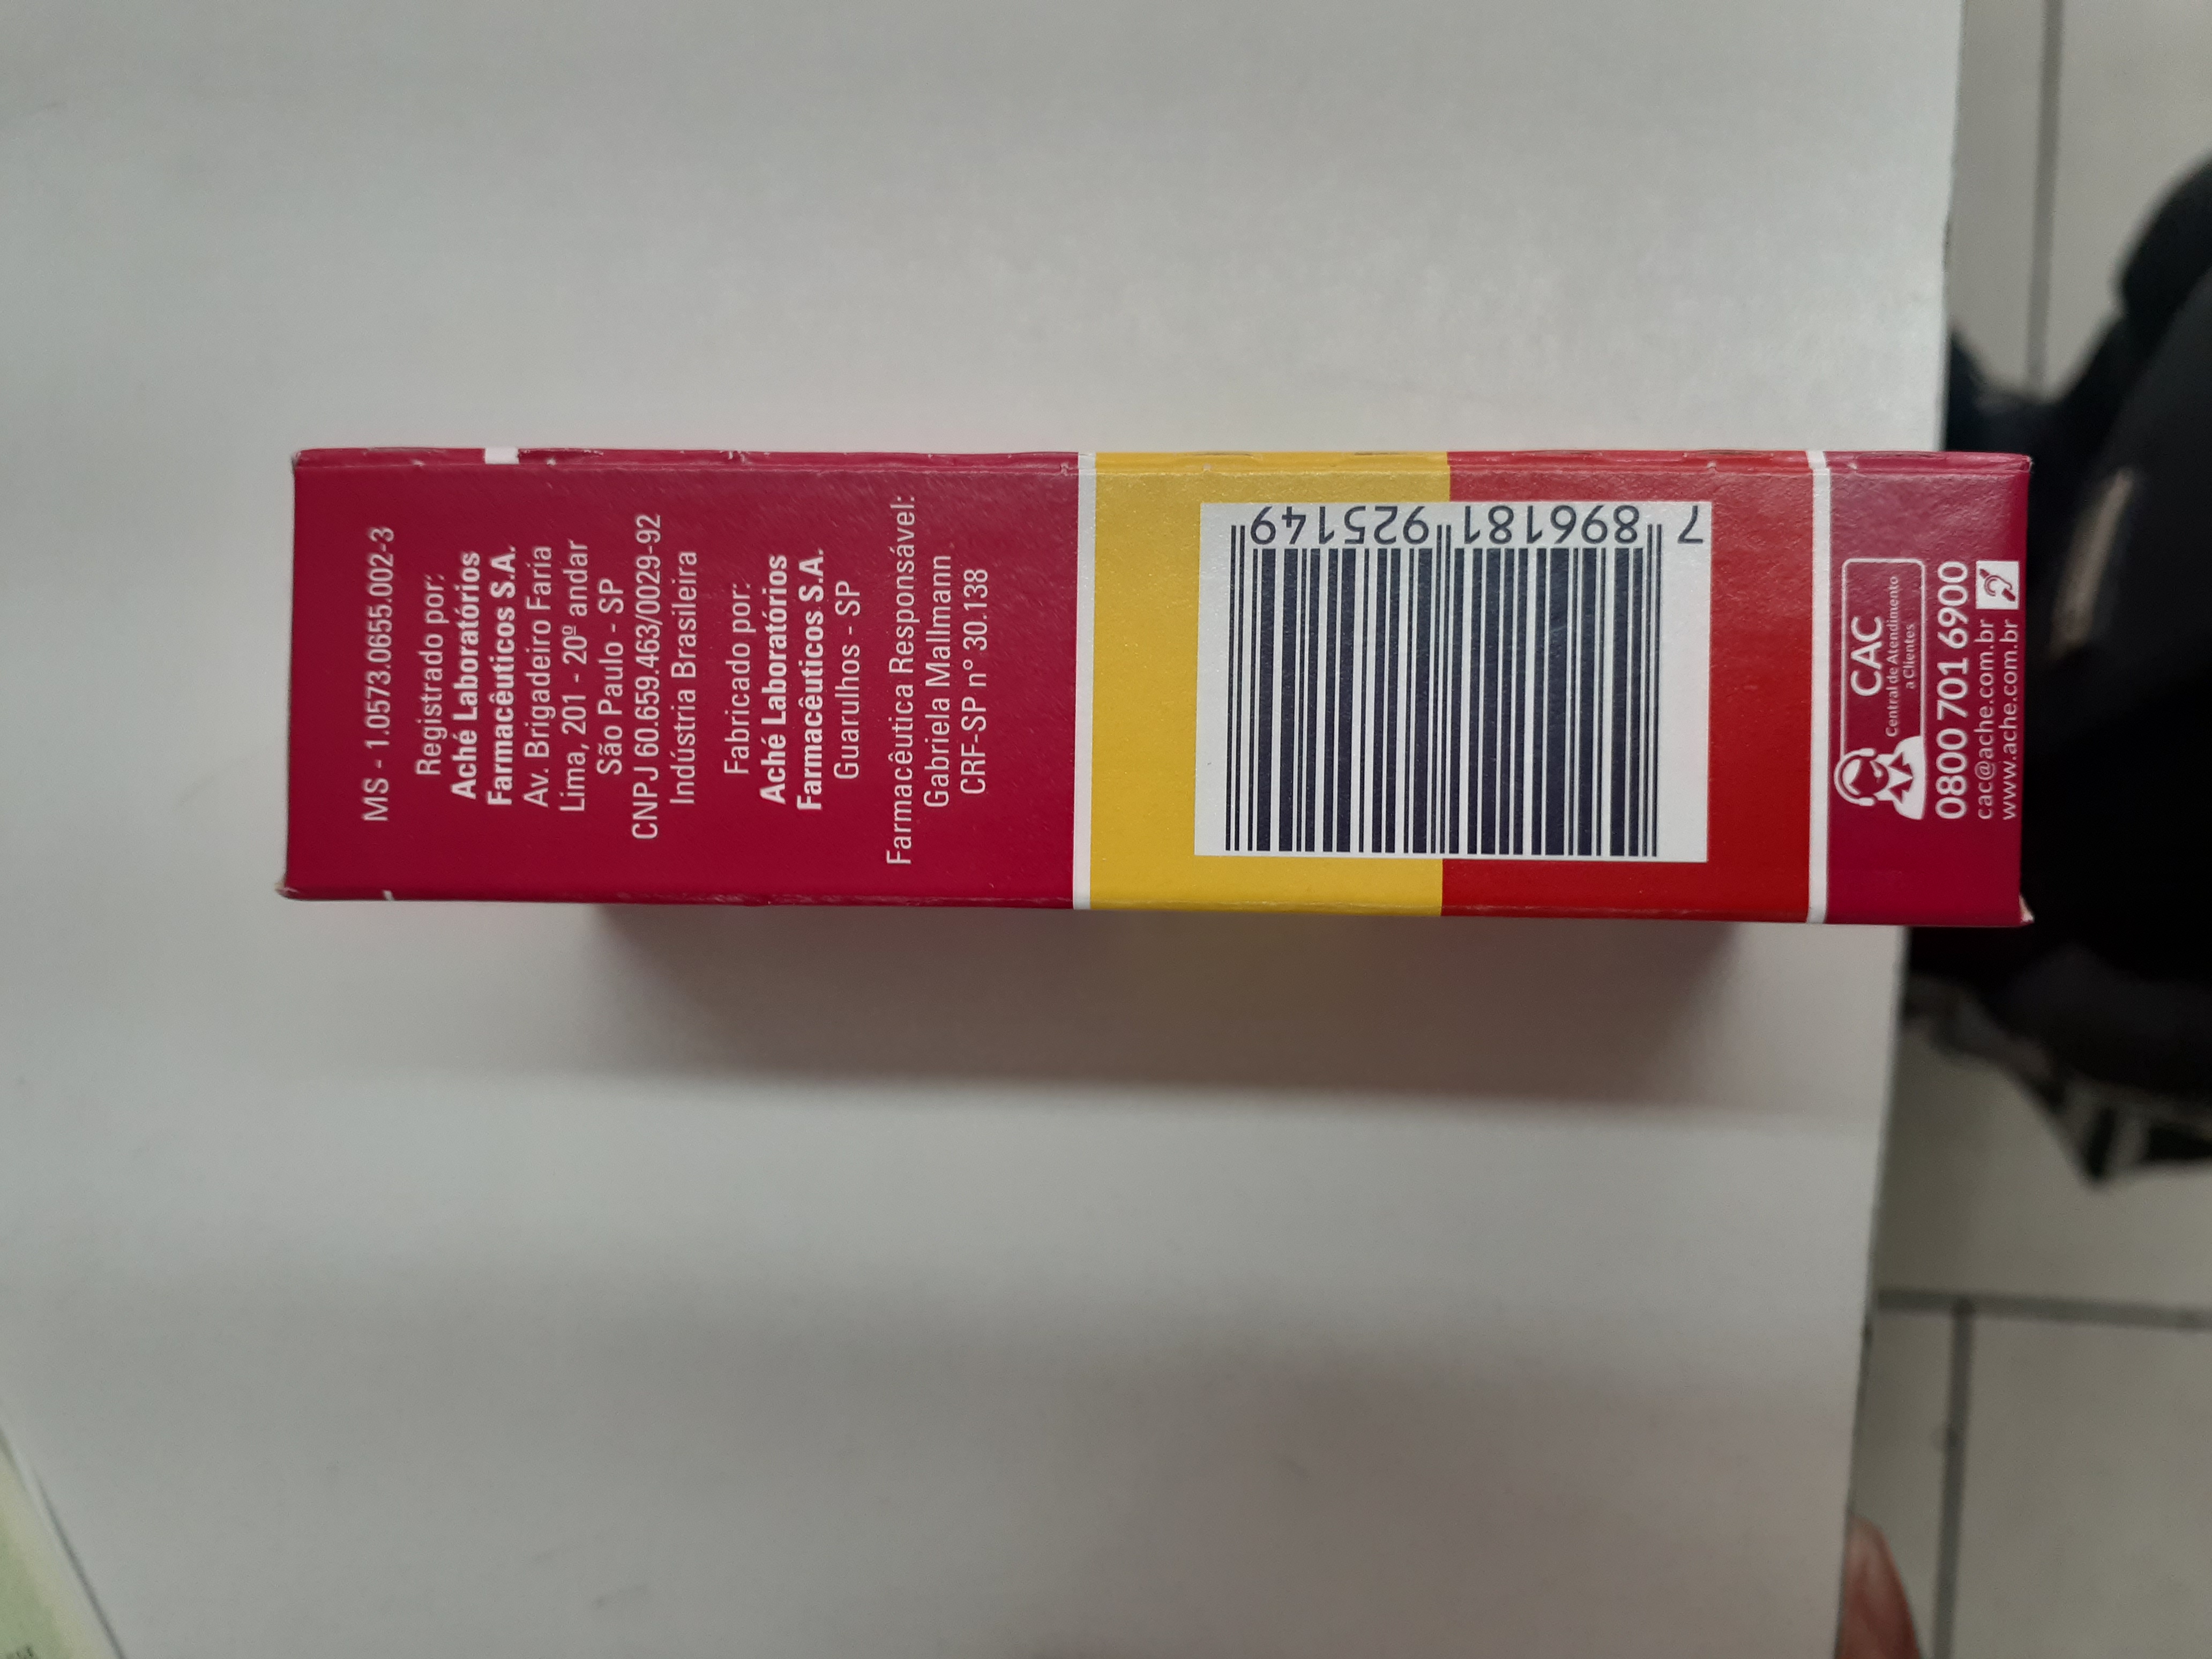 MS - 1.0573.0655.002-3
Registrado por:
Aché Laboratórios
Farmacêuticos S.A.
Av. Brigadeiro Faria
Lima, 201 - 20º andar
São Paulo - SP
CNPJ 60.659.463/0029-92
Indústria Brasileira
Fabricado por:
Aché Laboratórios
Farmacêuticos S.A.
Guarulhos - SP
Farmacêutica Responsável:
Gabriela Mallmann
CRF-SP n° 30.138
7 896181 925149
CAC
Central de Atendimento
a Clientes
0800 701 6900
cac@ache.com.br
www.ache.com.br